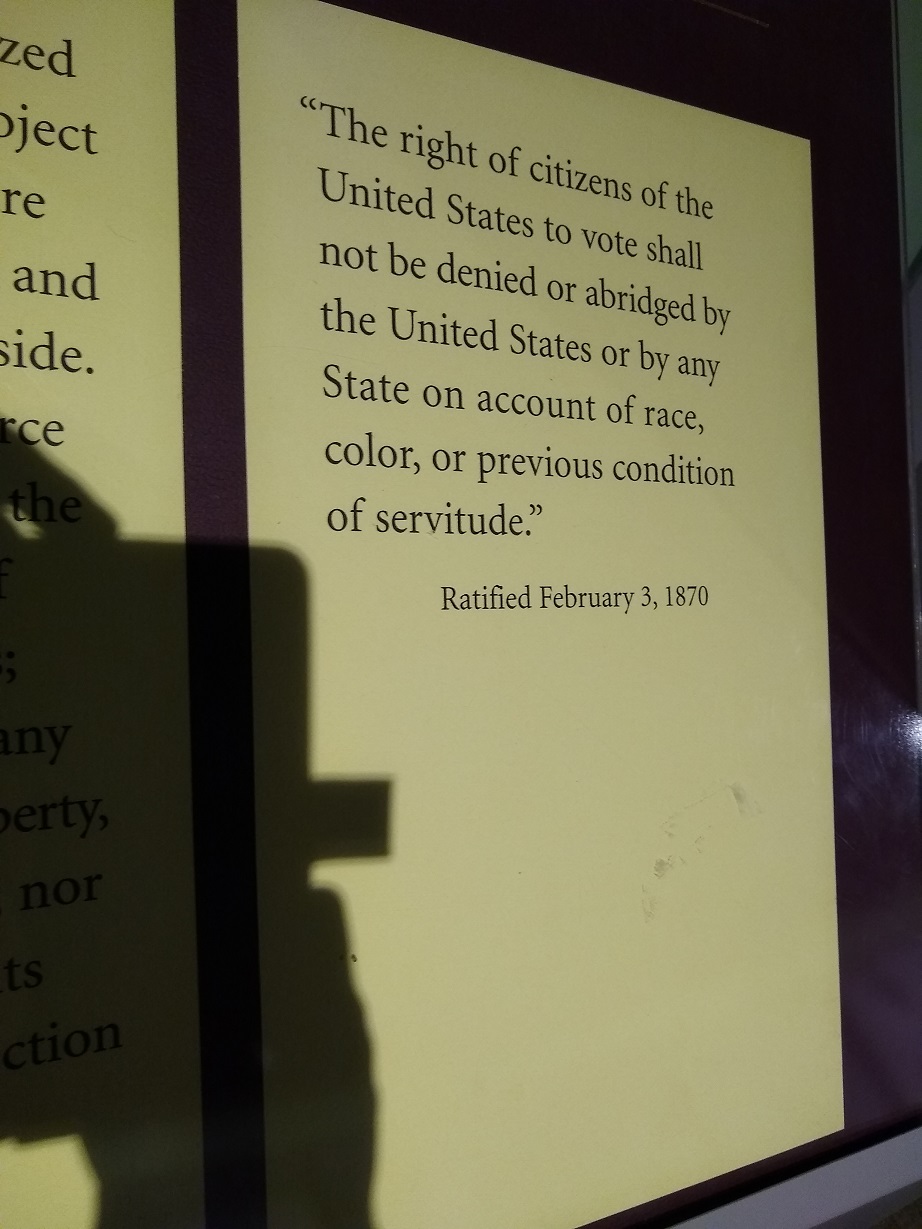 zed
oject
re
and
side.
rce
the
f
s;
any
perty,
nor
ts
ction
“The right of citizens of the
United States to vote shall
not be denied or abridged by
the United States or by any
State on account of race,
color, or previous condition
of servitude.”
Ratified February 3, 1870